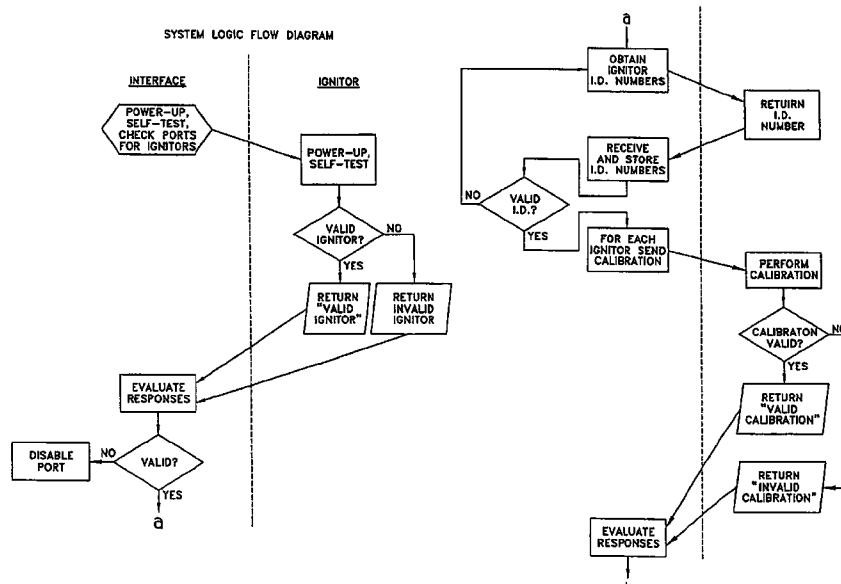 SYSTEM LOGIC FLOW DIAGRAM
INTERFACE
IGNITOR
POWER-UP,
SELF-TEST,
CHECK PORTS
FOR IGNITORS
POWER-UP,
SELF-TEST
VALID
IGNITOR?
NO
YES
RETURN
"VALID
IGNITOR"
RETURN
INVALID
IGNITOR
EVALUATE
RESPONSES
VALID?
NO
DISABLE
PORT
YES
a
a
OBTAIN
IGNITOR
I.D. NUMBERS
RETUIRN
I.D.
NUMBER
RECEIVE
AND STORE
I.D. NUMBERS
VALID
I.D.?
NO
YES
FOR EACH
IGNITOR SEND
CALIBRATION
PERFORM
CALIBRATION
CALIBRATON
VALID?
NO
YES
RETURN
"VALID
CALIBRATION"
RETURN
"INVALID
CALIBRATION"
EVALUATE
RESPONSES